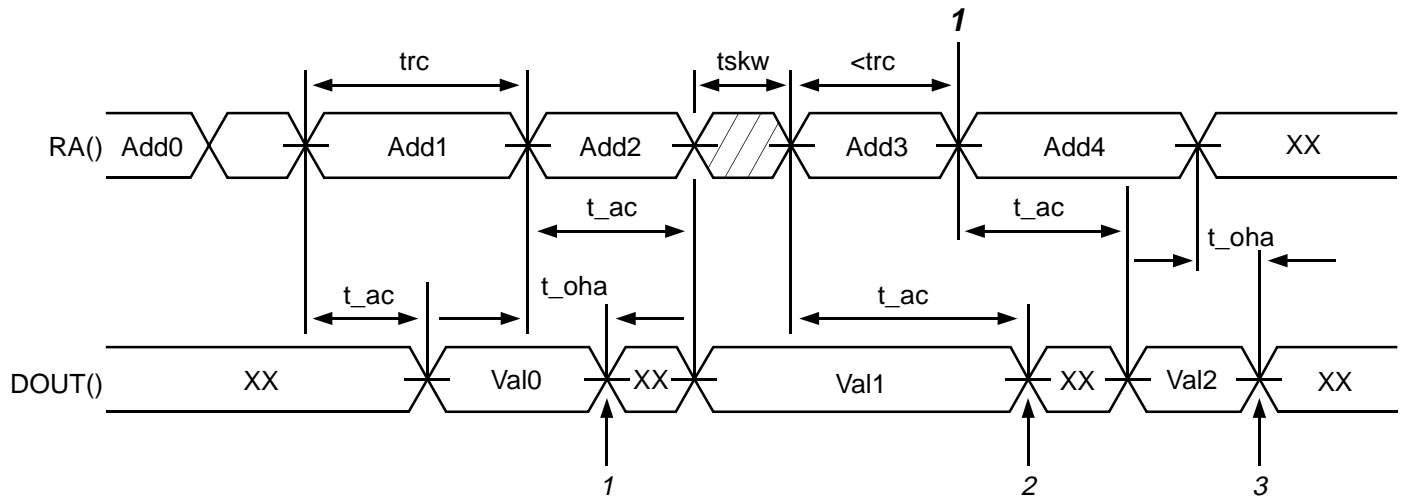 1
trc
tskw
<trc
RA()
Add0
Add1
Add2
Add3
Add4
XX
t_ac
t_ac
t_oha
t_ac
t_oha
t_ac
DOUT()
XX
Val0
XX
Val1
XX
Val2
XX
1
2
3